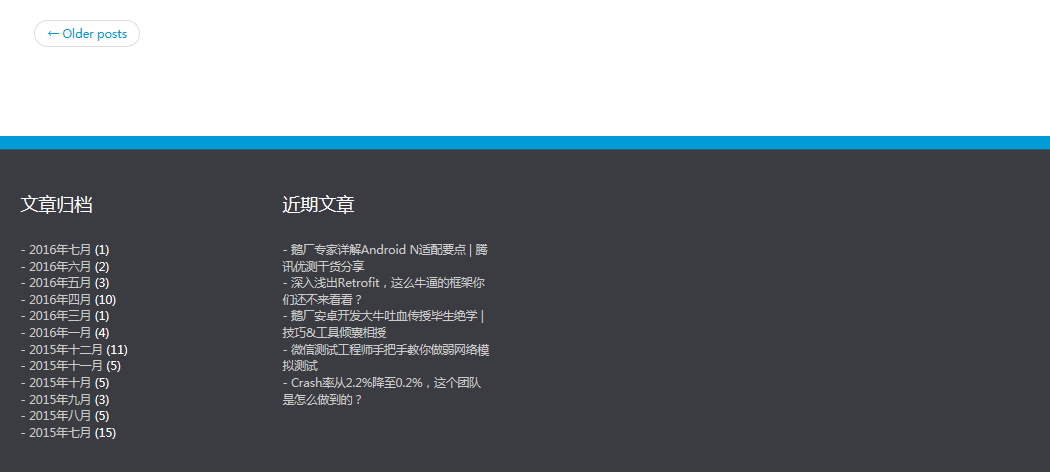 ← Older posts
文章归档
- 2016年七月 (1)
- 2016年六月 (2)
- 2016年五月 (3)
- 2016年四月 (10)
- 2016年三月 (1)
- 2016年一月 (4)
- 2015年十二月 (11)
- 2015年十一月 (5)
- 2015年十月 (5)
- 2015年九月 (3)
- 2015年八月 (5)
- 2015年七月 (15)
近期文章
- 鹅厂专家详解Android N适配要点 | 腾
讯优测干货分享
- 深入浅出Retrofit，这么牛逼的框架你
们还不来看看？
- 鹅厂安卓开发大牛吐血传授毕生绝学 |
技巧&工具倾囊相授
- 微信测试工程师手把手教你做弱网络模
拟测试
- Crash率从2.2%降至0.2%，这个团队
是怎么做到的？